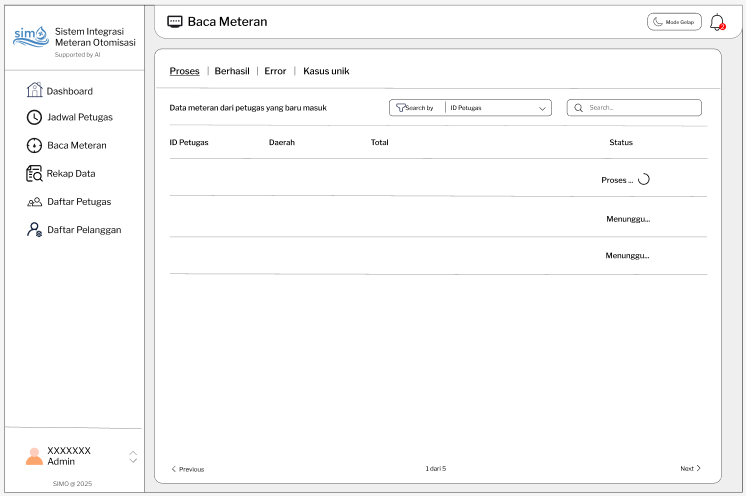 simo
Sistem Integrasi
Meteran Otomisasi
Supported by AI
Dashboard
Jadwal Petugas
Baca Meteran
Rekap Data
Daftar Petugas
Daftar Pelanggan
XXXXXXX
Admin
SIMO @ 2025
Baca Meteran
Mode Gelap
2
Proses | Berhasil | Error | Kasus unik
Data meteran dari petugas yang baru masuk
Search by | ID Petugas
Search...
ID Petugas Daerah Total Status
Proses ...
Menunggu...
Menunggu...
Previous 1 dari 5 Next